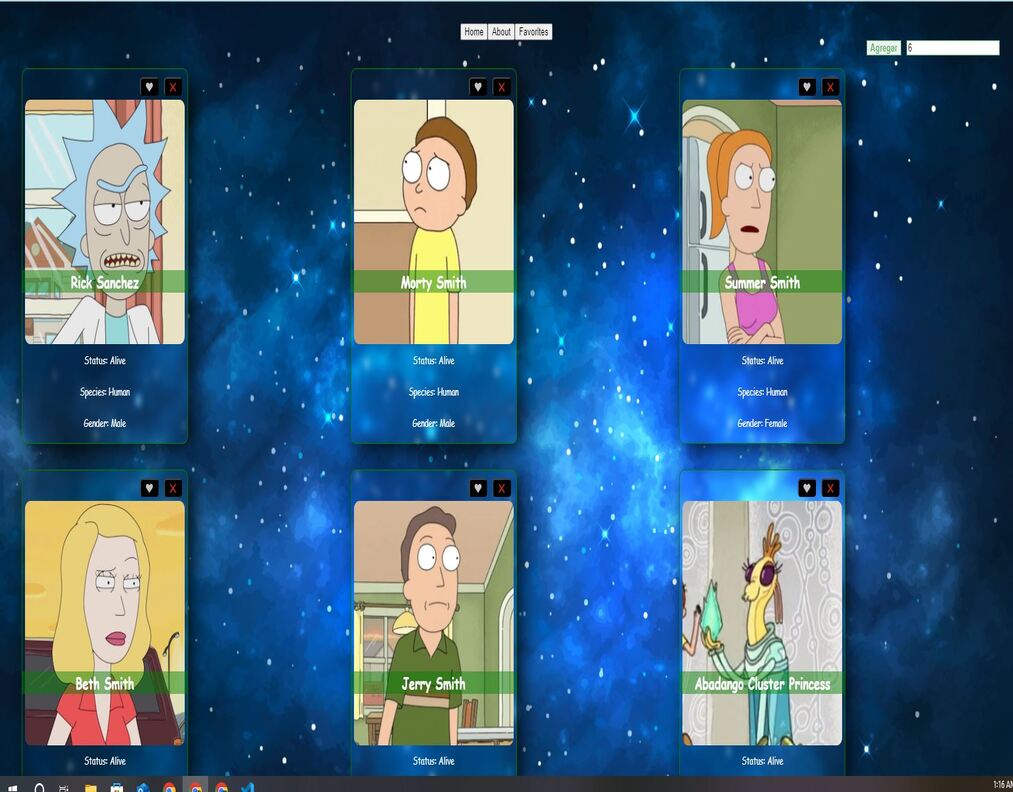 Home About Favorites
Agregar 6
♥ X ♥ X ♥ X
Rick Sanchez
Morty Smith
Summer Smith
Status: Alive
Status: Alive
Status: Alive
Species: Human
Species: Human
Species: Human
Gender: Male
Gender: Male
Gender: Female
♥ X ♥ X ♥ X
Beth Smith
Jerry Smith
Abadango Cluster Princess
Status: Alive
Status: Alive
Status: Alive
1:16 AM